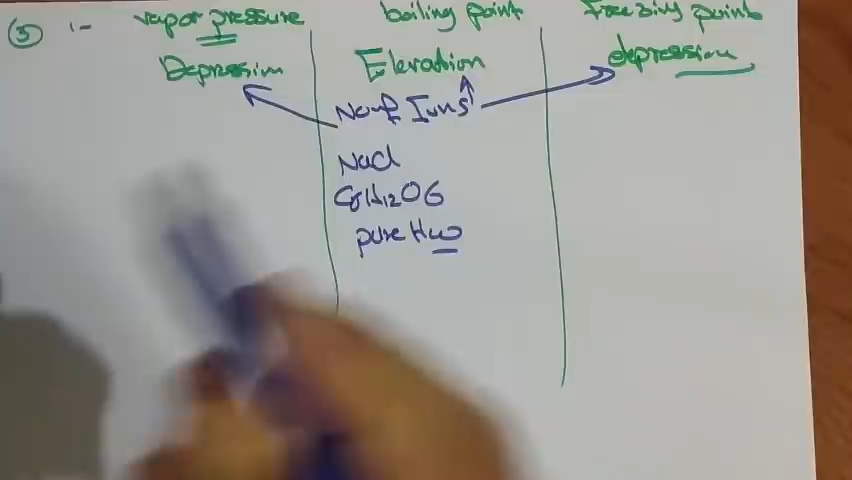 (5) :- vapor pressure
Depression
boiling point
Elevation
No. of Ions
NaCl
C6H12O6
pure H2O
Freezing point
depression